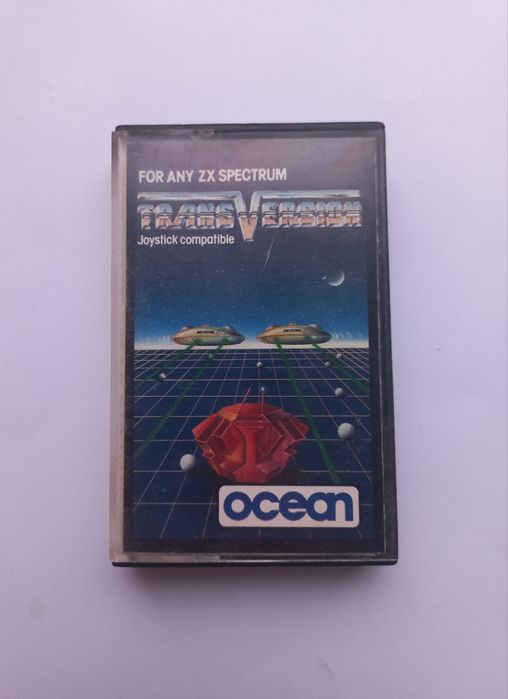 FOR ANY ZX SPECTRUM
TRANSVERSION
Joystick compatible
ocean